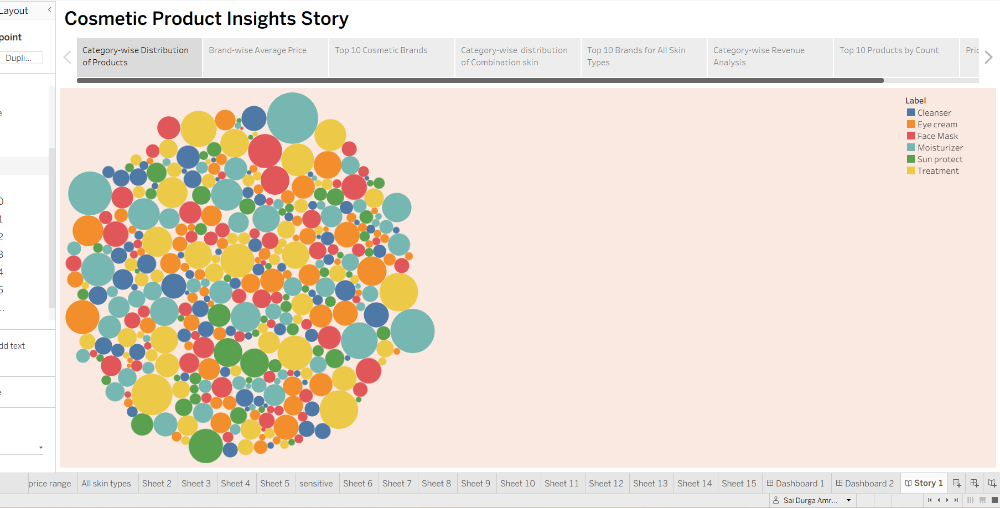 Layout
Cosmetic Product Insights Story
point
Dupli...
Category-wise Distribution
of Products
Brand-wise Average Price
Top 10 Cosmetic Brands
Category-wise distribution
of Combination skin
Top 10 Brands for All Skin
Types
Category-wise Revenue
Analysis
Top 10 Products by Count
Pric
Label
Cleanser
Eye cream
Face Mask
Moisturizer
Sun protect
Treatment
e
0
1
2
3
4
5
..
dd text
e
price range
All skin types
Sheet 2
Sheet 3
Sheet 4
Sheet 5
sensitive
Sheet 6
Sheet 7
Sheet 8
Sheet 9
Sheet 10
Sheet 11
Sheet 12
Sheet 13
Sheet 14
Sheet 15
Dashboard 1
Dashboard 2
Story 1
Sai Durga Amr...